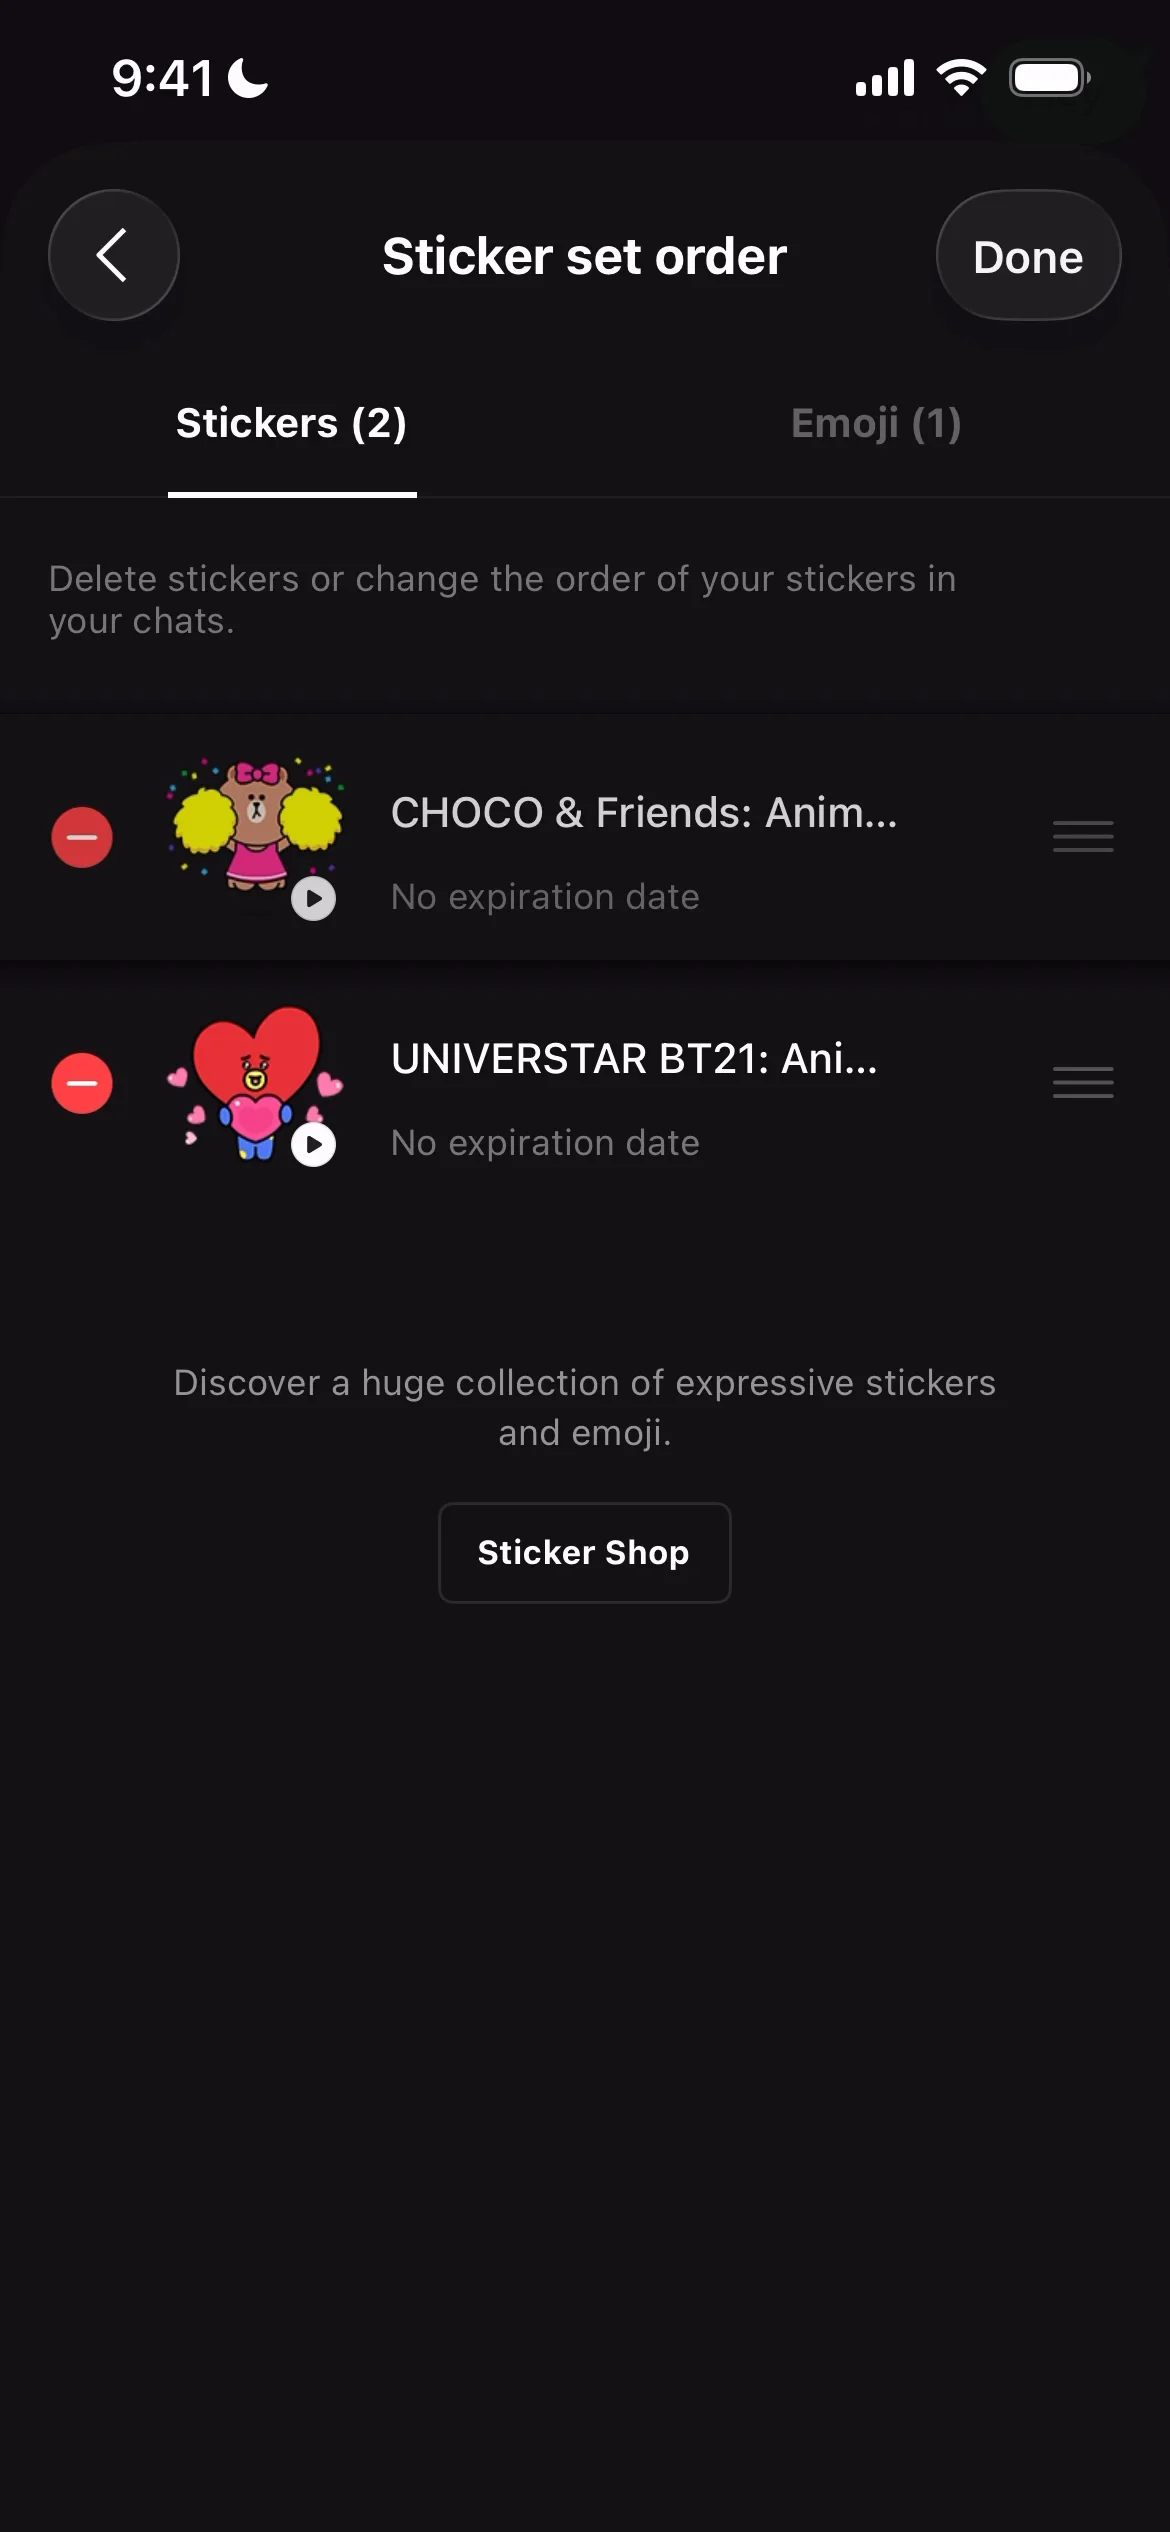 9:41
Sticker set order
Done
Stickers (2)
Emoji (1)
Delete stickers or change the order of your stickers in
your chats.
CHOCO & Friends: Anim...
No expiration date
UNIVERSTAR BT21: Ani...
No expiration date
Discover a huge collection of expressive stickers
and emoji.
Sticker Shop